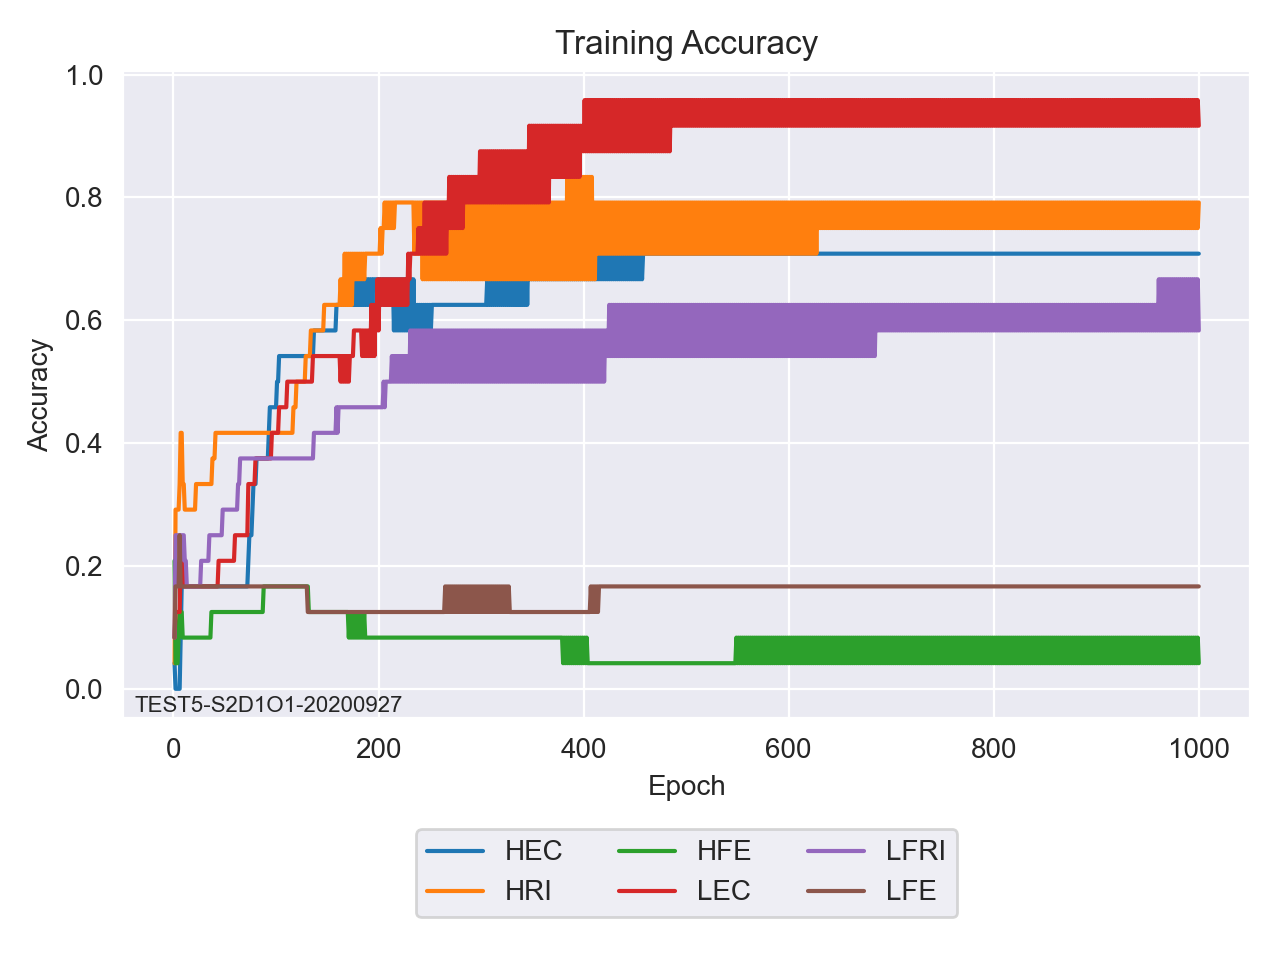 Training Accuracy
1.0
0.8
0.6
0.4
0.2
0.0
Accuracy
TEST5-S2D1O1-20200927
0 200 400 600 800 1000
Epoch
HEC HFE LFRI
HRI LEC LFE